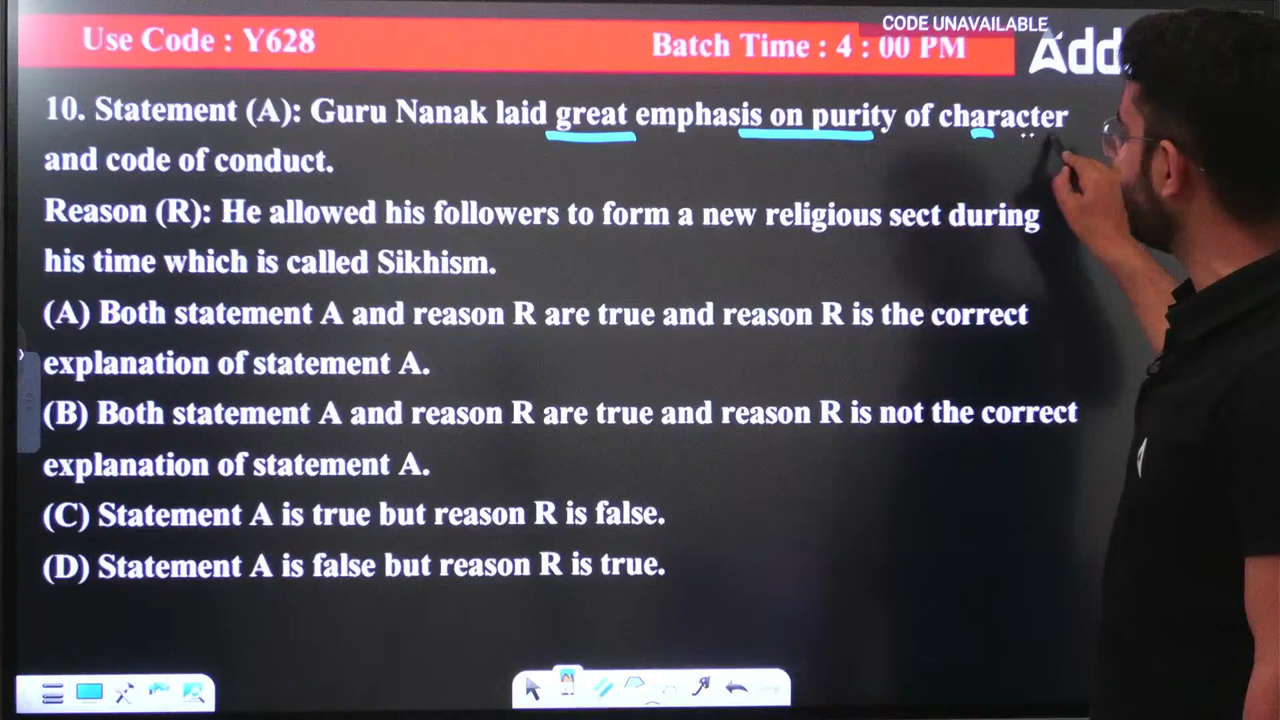 CODE UNAVAILABLE
Use Code : Y628
Batch Time : 4 : 00 PM
Add
10. Statement (A): Guru Nanak laid great emphasis on purity of character
and code of conduct.
Reason (R): He allowed his followers to form a new religious sect during
his time which is called Sikhism.
(A) Both statement A and reason R are true and reason R is the correct
explanation of statement A.
(B) Both statement A and reason R are true and reason R is not the correct
explanation of statement A.
(C) Statement A is true but reason R is false.
(D) Statement A is false but reason R is true.